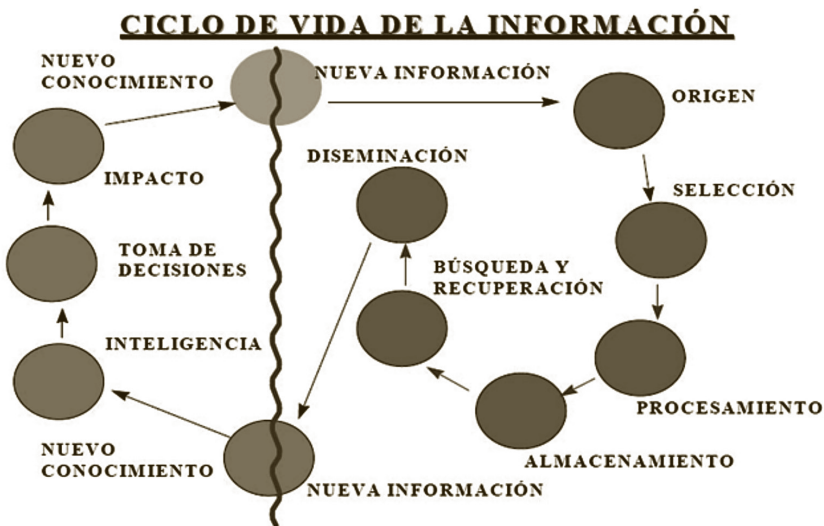 CICLO DE VIDA DE LA INFORMACIÓN
NUEVO
CONOCIMIENTO
NUEVA INFORMACIÓN
ORIGEN
DISEMINACIÓN
IMPACTO
SELECCIÓN
TOMA DE
DECISIONES
BÚSQUEDA Y
RECUPERACIÓN
INTELIGENCIA
PROCESAMIENTO
NUEVO
CONOCIMIENTO
ALMACENAMIENTO
NUEVA INFORMACIÓN